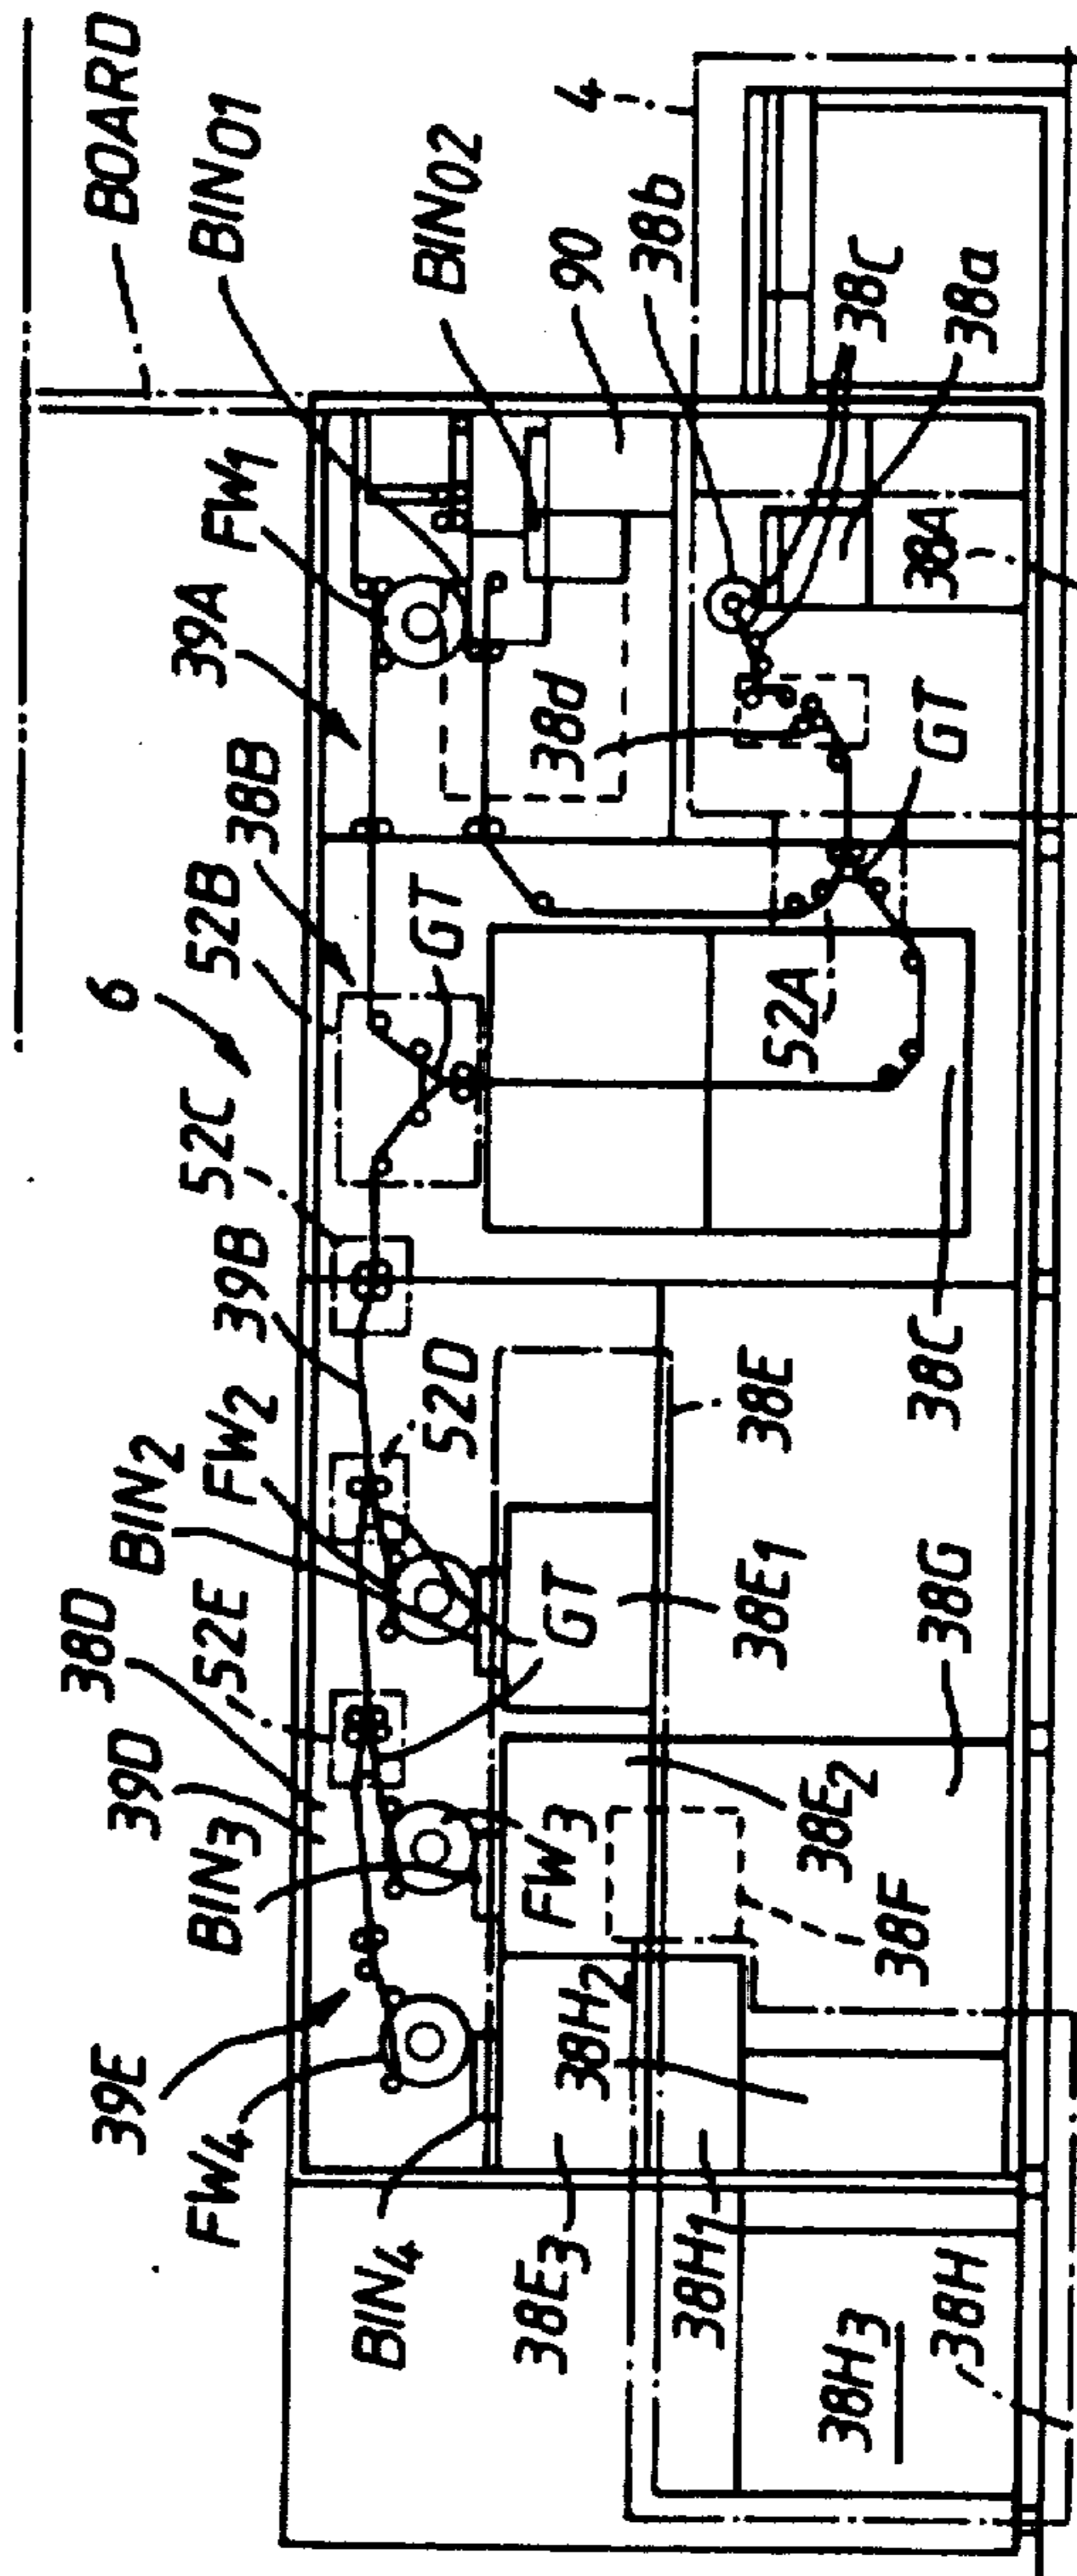 BOARD
BIN01
BIN02
4
90
38b
38C
38a
38A
FW1
39A
38d
GT
38B
52B
6
GT
52A
52C
39B
52D
38E
38C
FW2
BIN2
GT
38E1
38G
38D
52E
39D
BIN3
FW3
38E2
38F
39E
38H2
FW4
BIN4
38E3
38H1
38H3
38H